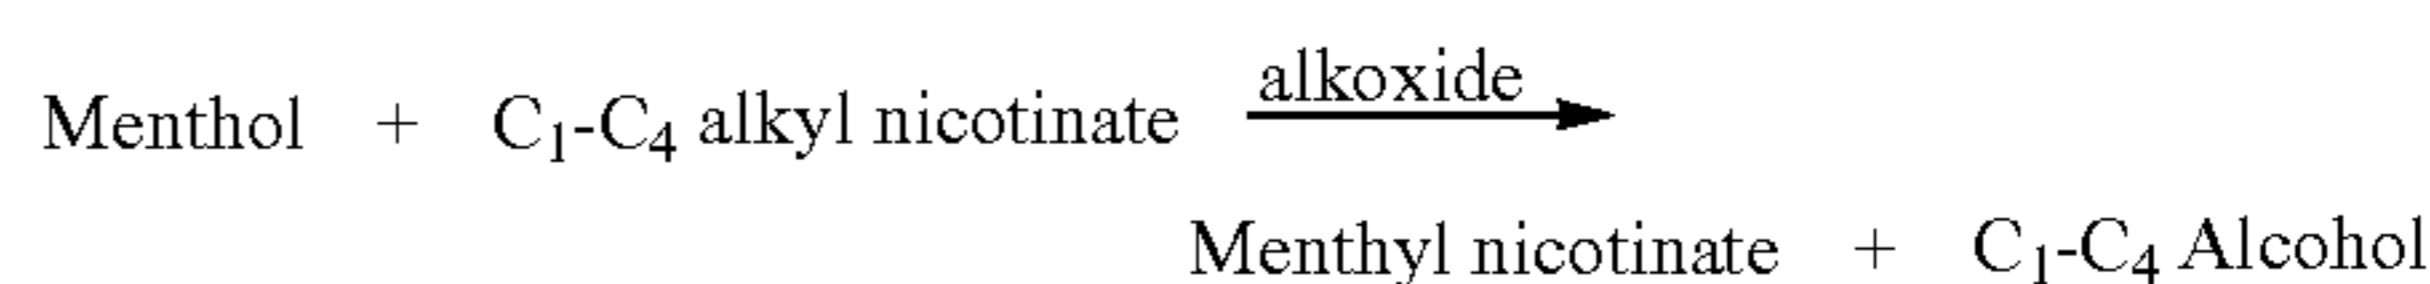 alkoxide
Menthol + C₁-C₄ alkyl nicotinate
Menthyl nicotinate + C₁-C₄ Alcohol